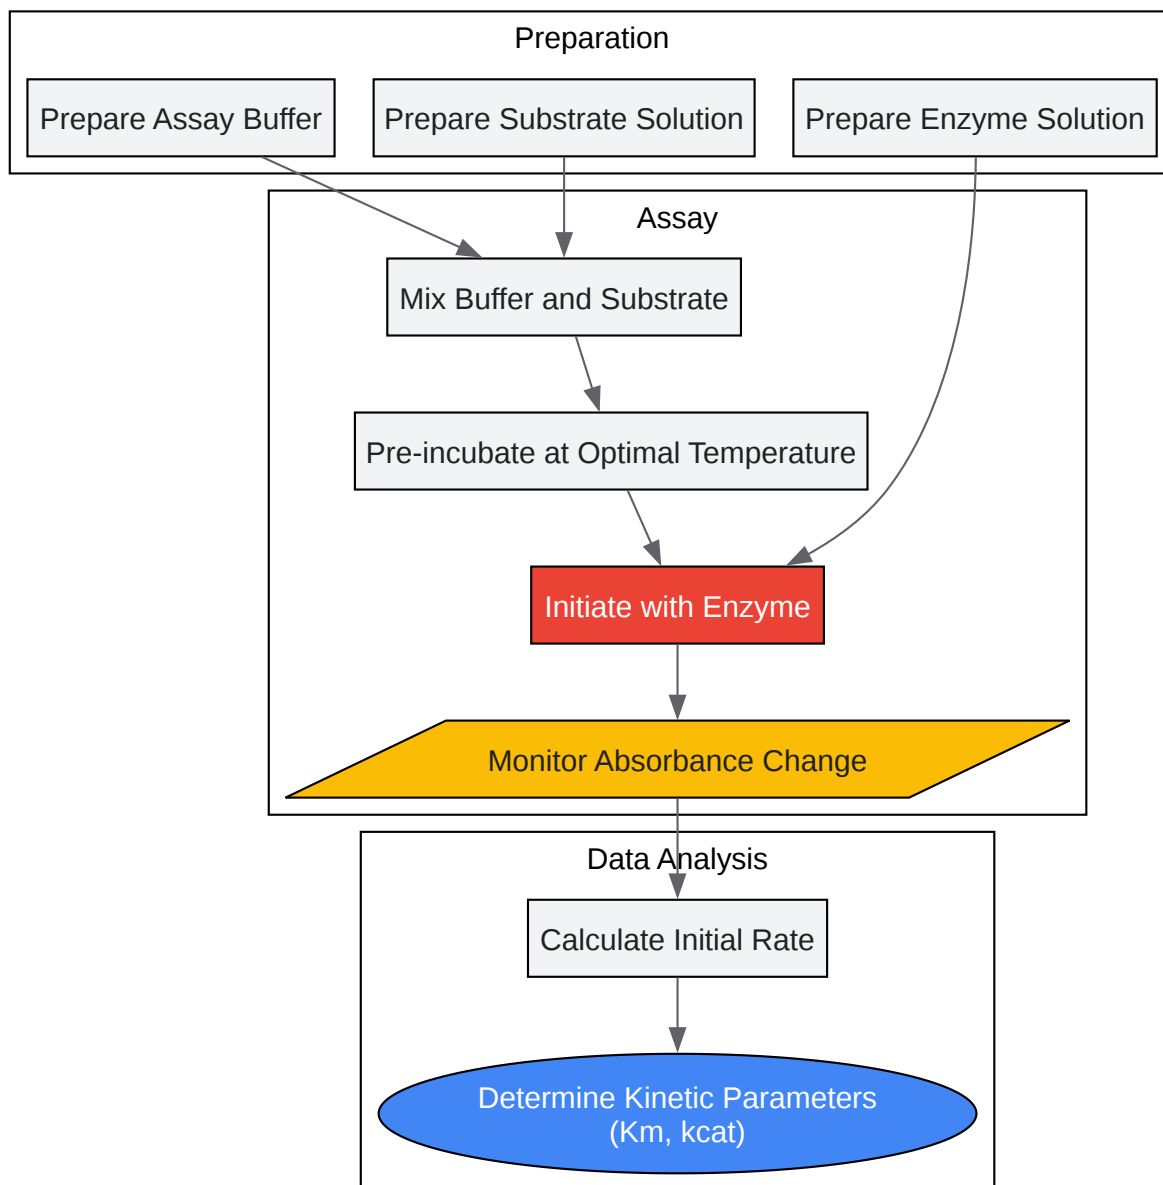 Preparation
Prepare Assay Buffer
Prepare Substrate Solution
Prepare Enzyme Solution
Assay
Mix Buffer and Substrate
Pre-incubate at Optimal Temperature
Initiate with Enzyme
Monitor Absorbance Change
Data Analysis
Calculate Initial Rate
Determine Kinetic Parameters
(Km, kcat)